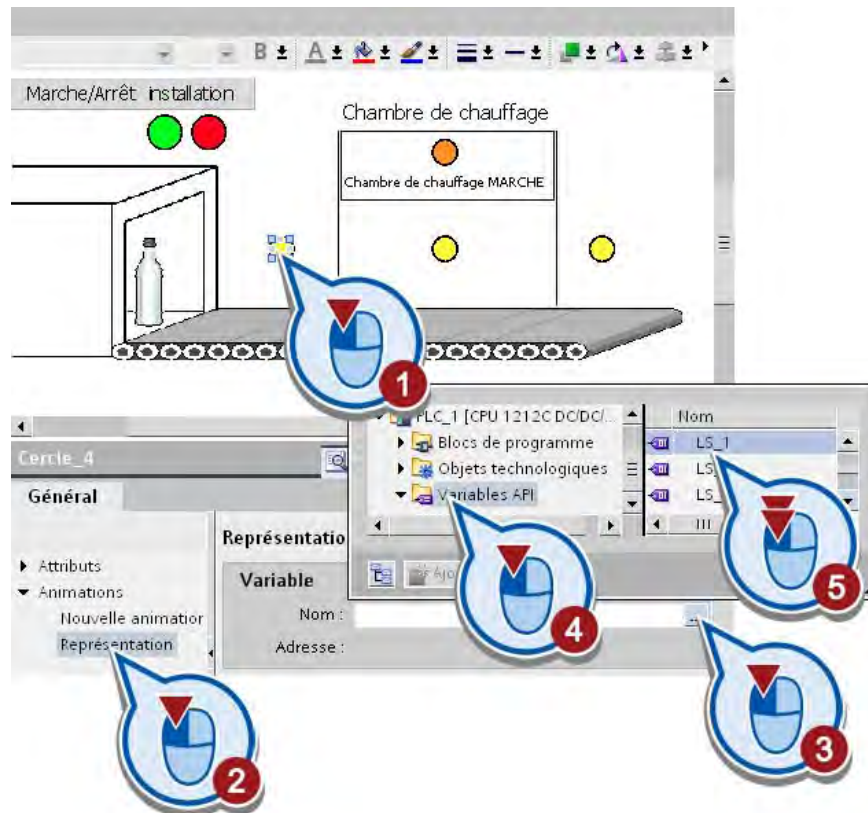 B A
Marche/Arrêt installation
Chambre de chauffage
Chambre de chauffage MARCHE
1
PLC_1 [CPU 1212C DC/DC/...
Nom
Blocs de programme
LS_1
Objets technologiques
LS_
Variables API
LS_
Cercle_4
Général
Représentatio
Attributs
Variable
Animations
Nouvelle animation
Nom :
...
Représentation
Adresse :
4
5
2
3